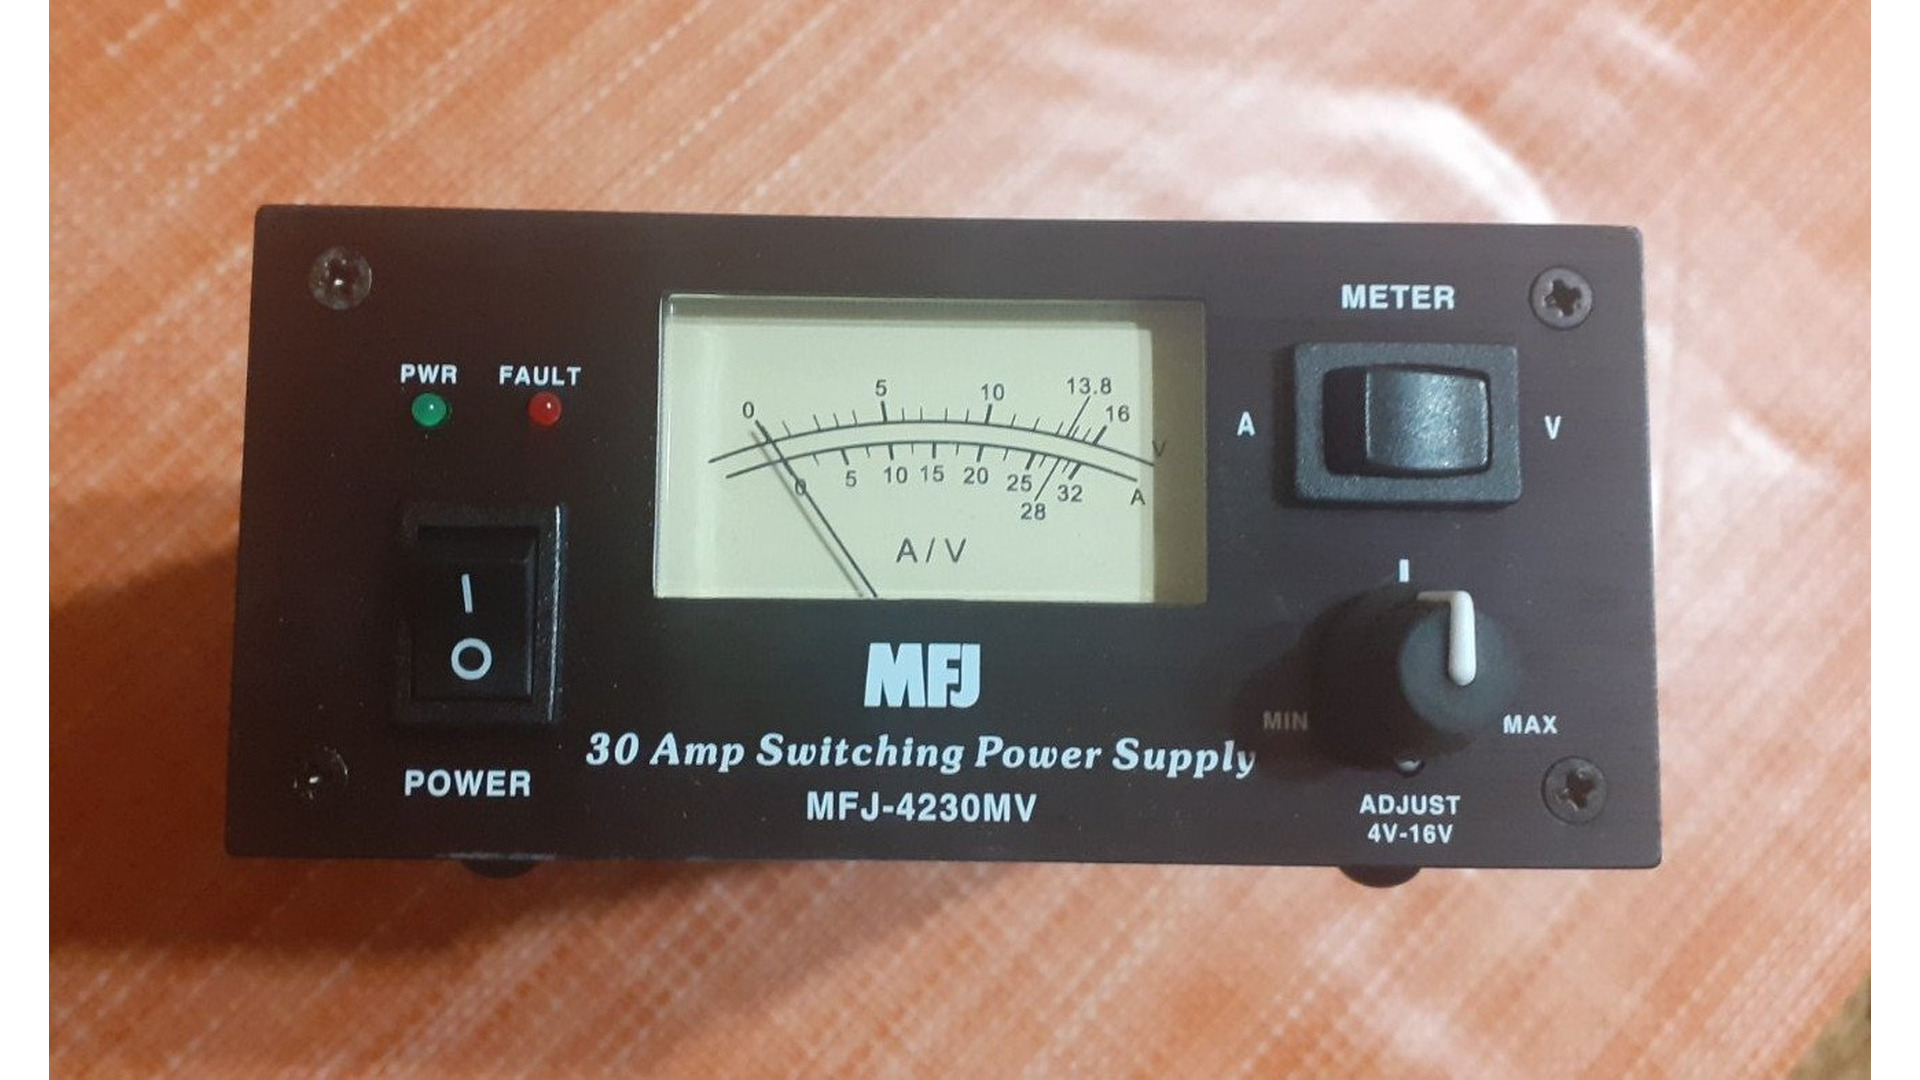 METER
PWR FAULT
0 5 10 13.8 16
V
A V
0 5 10 15 20 25 28 32 A
A/V
I
O
MFJ
MIN MAX
30 Amp Switching Power Supply
POWER
MFJ-4230MV
ADJUST
4V-16V